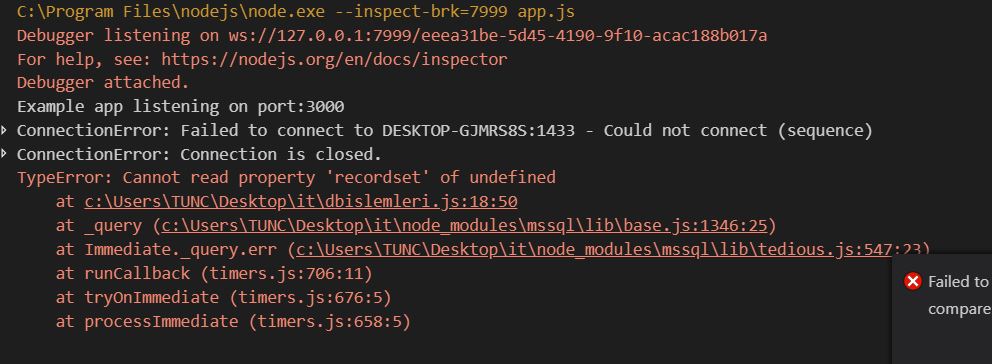 C:\Program Files\nodejs\node.exe --inspect-brk=7999 app.js
Debugger listening on ws://127.0.0.1:7999/eeea31be-5d45-4190-9f10-acac188b017a
For help, see: https://nodejs.org/en/docs/inspector
Debugger attached.
Example app listening on port:3000
ConnectionError: Failed to connect to DESKTOP-GJMRS8S:1433 - Could not connect (sequence)
ConnectionError: Connection is closed.
TypeError: Cannot read property 'recordset' of undefined
at c:\Users\TUNC\Desktop\it\dbislemleri.js:18:50
at _query (c:\Users\TUNC\Desktop\it\node_modules\mssql\lib\base.js:1346:25)
at Immediate._query.err (c:\Users\TUNC\Desktop\it\node_modules\mssql\lib\tedious.js:547:23)
at runCallback (timers.js:706:11)
at tryOnImmediate (timers.js:676:5)
at processImmediate (timers.js:658:5)
Failed to
compare